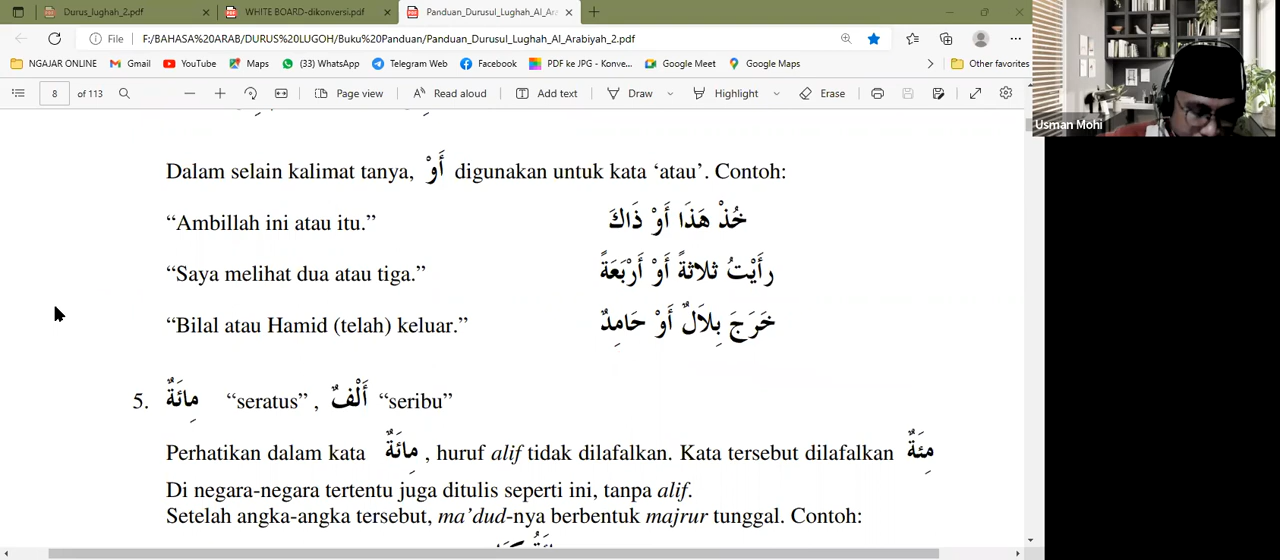 Durus_lughah_2.pdf
WHITE BOARD-dikonversi.pdf
Panduan_Durusul_Lughah_Al_Ara
File
F:/BAHASA%20ARAB/DURUS%20LUGOH/Buku%20Panduan/Panduan_Durusul_Lughah_Al_Arabiyah_2.pdf
NGAJAR ONLINE Gmail YouTube Maps (33) WhatsApp Telegram Web Facebook PDF ke JPG - Konve... Google Meet Google Maps Other favorites
8 of 113 Page view Read aloud Add text Draw Highlight Erase
Usman Mohi
Dalam selain kalimat tanya, أَوْ digunakan untuk kata ‘atau’. Contoh:
“Ambillah ini atau itu.” خُذْ هَذَا أَوْ ذَاكَ
“Saya melihat dua atau tiga.” رأَيْتُ ثلاثةً أَوْ أَرْبَعَةً
“Bilal atau Hamid (telah) keluar.” خَرَجَ بِلاَلٌ أَوْ حَامِدٌ
5. مِائَةٌ “seratus” , أَلْفٌ “seribu”
Perhatikan dalam kata مِائَةٌ , huruf alif tidak dilafalkan. Kata tersebut dilafalkan مِئَةٌ
Di negara-negara tertentu juga ditulis seperti ini, tanpa alif.
Setelah angka-angka tersebut, ma’dud-nya berbentuk majrur tunggal. Contoh: